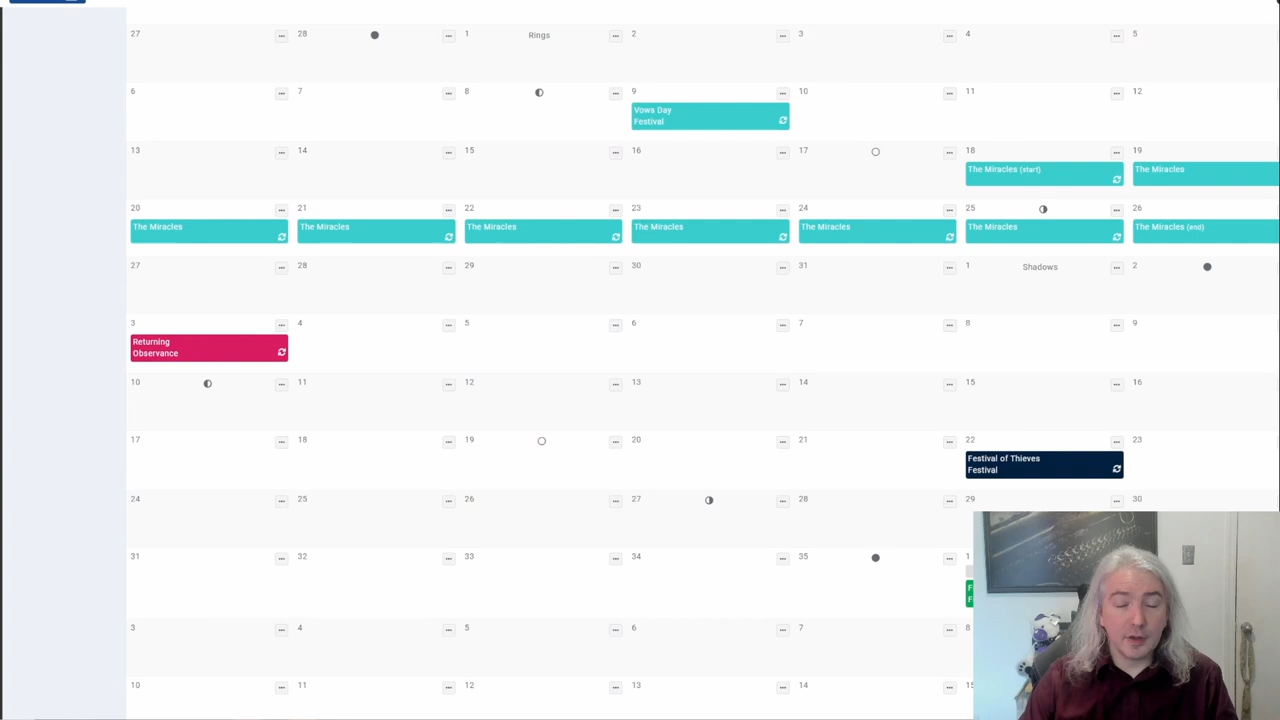 27 28 1 Rings 2 3 4 5
6 7 8 9 10 11 12
Vows Day
Festival
13 14 15 16 17 18 19
The Miracles (start) The Miracles
20 21 22 23 24 25 26
The Miracles The Miracles The Miracles The Miracles The Miracles The Miracles The Miracles (end)
27 28 29 30 31 1 Shadows 2
3 4 5 6 7 8 9
Returning
Observance
10 11 12 13 14 15 16
17 18 19 20 21 22 23
Festival of Thieves
Festival
24 25 26 27 28 29 30
31 32 33 34 35 1
F
F
3 4 5 6 7 8
10 11 12 13 14 15